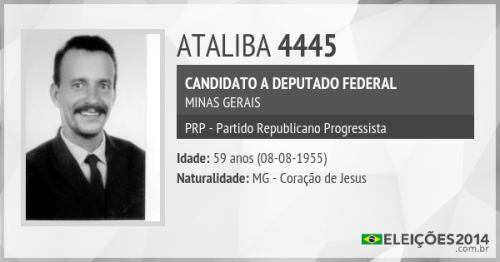 ATALIBA 4445
CANDIDATO A DEPUTADO FEDERAL
MINAS GERAIS
PRP - Partido Republicano Progressista
Idade: 59 anos (08-08-1955)
Naturalidade: MG - Coração de Jesus
ELEIÇÕES2014
.com.br